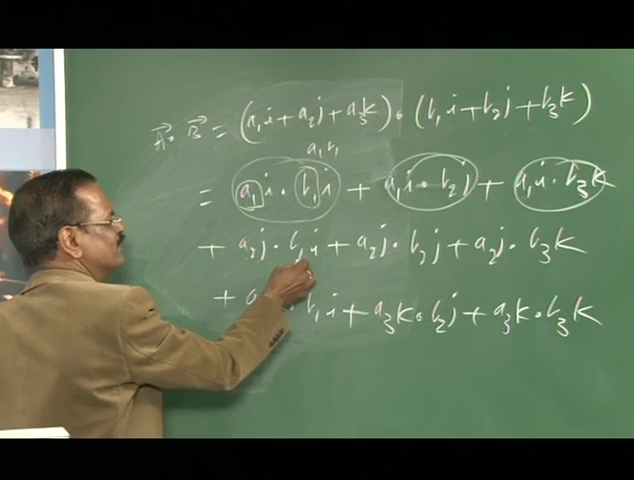 A⃗ · B⃗ = (a₁i + a₂j + a₃k) · (b₁i + b₂j + b₃k)
a₁b₁
= a₁i · b₁i + a₁i · b₂j + a₁i · b₃k
+ a₂j · b₁i + a₂j · b₂j + a₂j · b₃k
+ a · b₁i + a₃k · b₂j + a₃k · b₃k